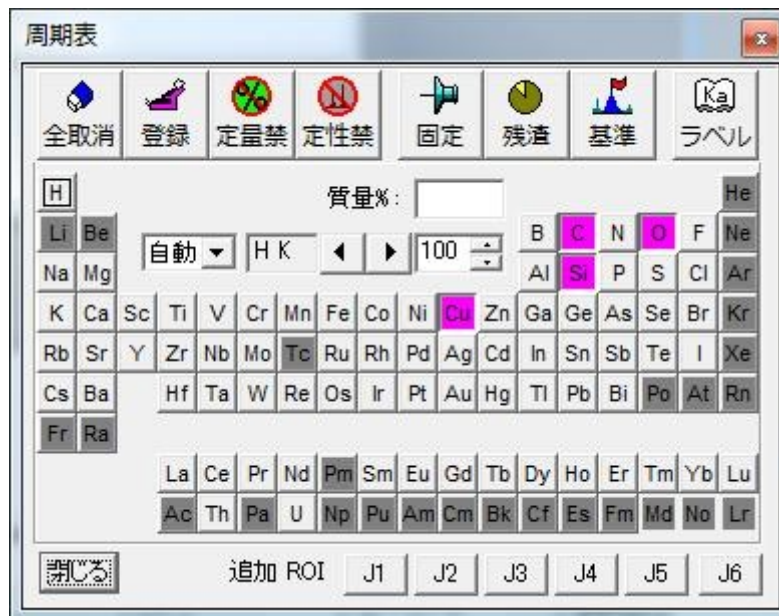 周期表
全取消 登録 定量禁 定性禁 固定 残渣 基準 Ka ラベル
H 質量%: He
Li Be 自動 H K 100 B C N O F Ne
Na Mg Al Si P S Cl Ar
K Ca Sc Ti V Cr Mn Fe Co Ni Cu Zn Ga Ge As Se Br Kr
Rb Sr Y Zr Nb Mo Tc Ru Rh Pd Ag Cd In Sn Sb Te I Xe
Cs Ba Hf Ta W Re Os Ir Pt Au Hg Tl Pb Bi Po At Rn
Fr Ra
La Ce Pr Nd Pm Sm Eu Gd Tb Dy Ho Er Tm Yb Lu
Ac Th Pa U Np Pu Am Cm Bk Cf Es Fm Md No Lr
閉じる 追加 ROI J1 J2 J3 J4 J5 J6